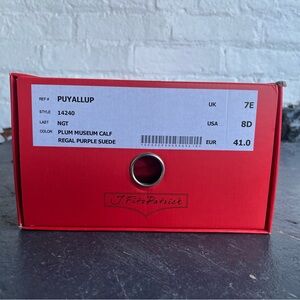 REF # PUYALLUP UK 7E
STYLE 14240
LAST NGT USA 8D
COLOR PLUM MUSEUM CALF
REGAL PURPLE SUEDE EUR 41.0
J.FitzPatrick